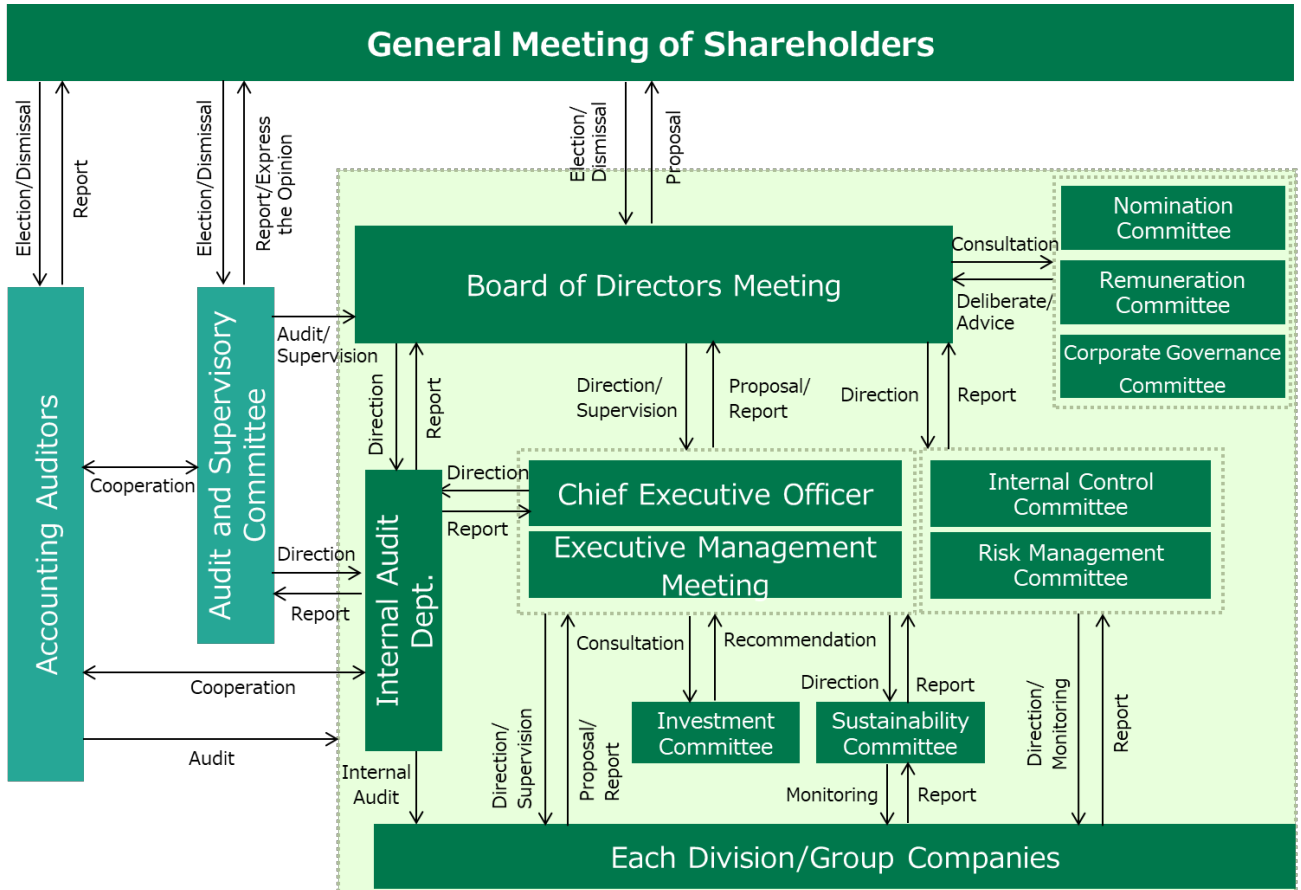 General Meeting of Shareholders
Election/Dismissal
Report
Election/Dismissal
Report/Express
the Opinion
Election/
Dismissal
Proposal
Nomination
Committee
Remuneration
Committee
Corporate Governance
Committee
Consultation
Deliberate/
Advice
Board of Directors Meeting
Accounting Auditors
Audit and Supervisory
Committee
Audit/
Supervision
Direction
Report
Direction/
Supervision
Proposal/
Report
Direction
Report
Cooperation
Direction
Report
Chief Executive Officer
Executive Management
Meeting
Internal Control
Committee
Risk Management
Committee
Direction
Report
Internal Audit
Dept.
Cooperation
Audit
Internal
Audit
Direction/
Supervision
Proposal/
Report
Consultation
Recommendation
Direction
Report
Investment
Committee
Sustainability
Committee
Monitoring
Report
Direction/
Monitoring
Report
Each Division/Group Companies